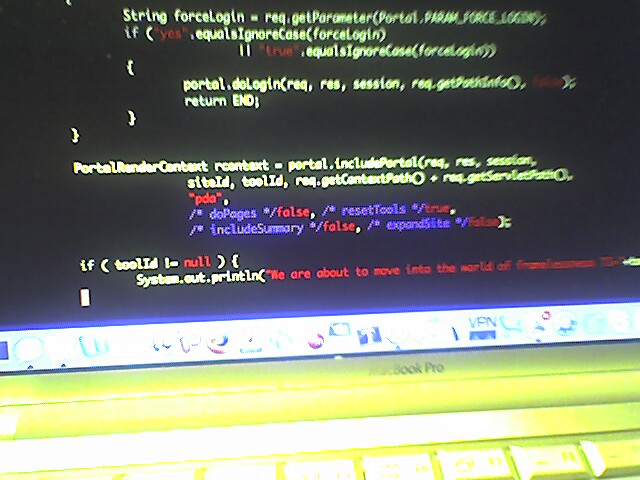 {
String forceLogin = req.getParameter(Portal.PARAM_FORCE_LOGIN);
if ("yes".equalsIgnoreCase(forceLogin)
|| "true".equalsIgnoreCase(forceLogin))
{
portal.doLogin(req, res, session, req.getPathInfo(), false);
return END;
}
}
PortalRenderContext rcontext = portal.includePortal(req, res, session,
siteId, toolId, req.getContextPath() + req.getServletPath(),
"pda",
/* doPages */false, /* resetTools */true,
/* includeSummary */false, /* expandSite */false);
if ( toolId != null ) {
System.out.println("We are about to move into the world of framelessness
VPN
MacBook Pro